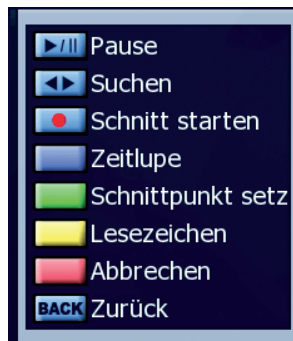 Pause
Suchen
Schnitt starten
Zeitlupe
Schnittpunkt setz
Lesezeichen
Abbrechen
BACK Zurück